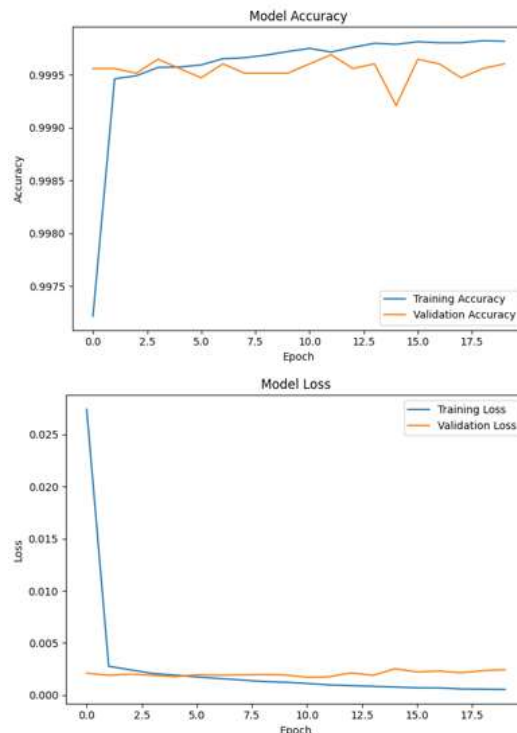 Model Accuracy
0.9995
0.9990
0.9985
0.9980
0.9975
Accuracy
Training Accuracy
Validation Accuracy
0.0 2.5 5.0 7.5 10.0 12.5 15.0 17.5
Epoch
Model Loss
Training Loss
Validation Loss
0.025
0.020
0.015
0.010
0.005
0.000
Loss
0.0 2.5 5.0 7.5 10.0 12.5 15.0 17.5
Epoch